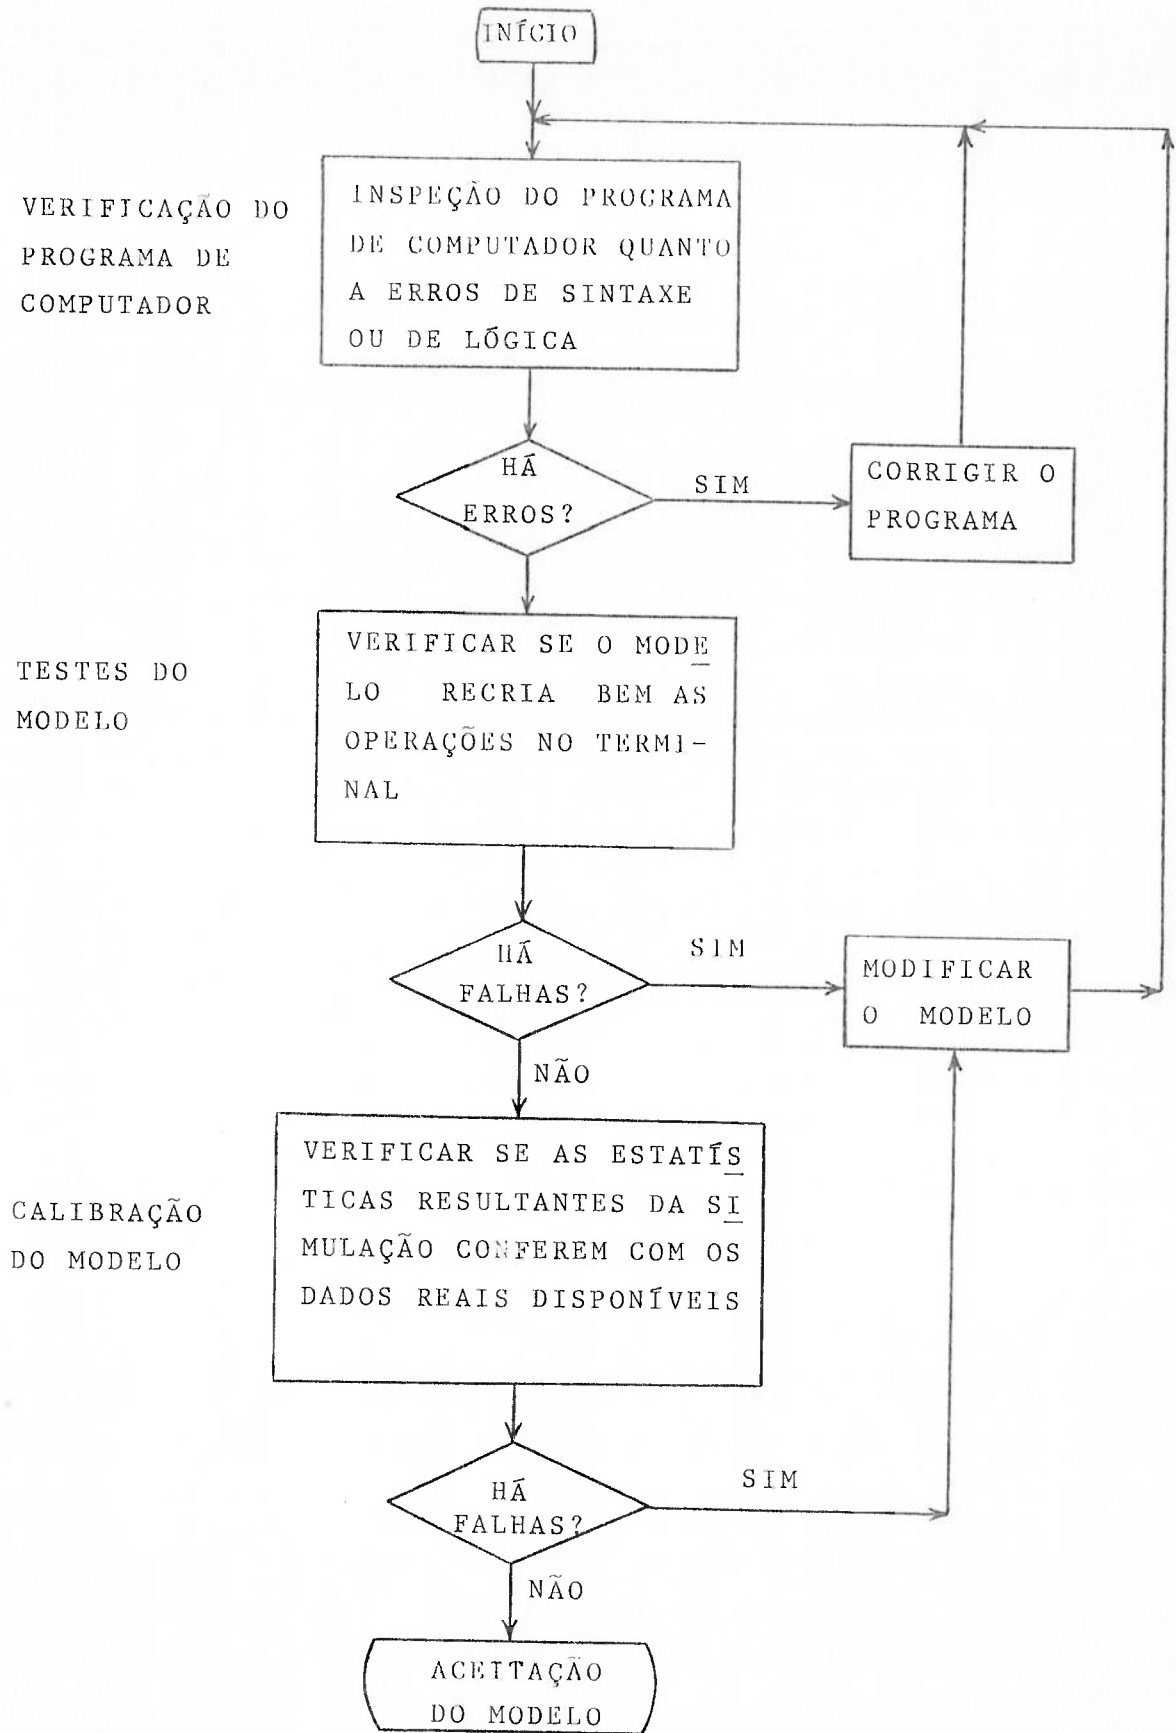 INÍCIO
VERIFICAÇÃO DO
PROGRAMA DE
COMPUTADOR
INSPEÇÃO DO PROGRAMA
DE COMPUTADOR QUANTO
A ERROS DE SINTAXE
OU DE LÓGICA
HÁ
ERROS?
SIM
CORRIGIR O
PROGRAMA
TESTES DO
MODELO
VERIFICAR SE O MODE
LO RECRIA BEM AS
OPERAÇÕES NO TERMI-
NAL
HÁ
FALHAS?
SIM
MODIFICAR
O MODELO
NÃO
CALIBRAÇÃO
DO MODELO
VERIFICAR SE AS ESTATÍS
TICAS RESULTANTES DA SI
MULAÇÃO CONFEREM COM OS
DADOS REAIS DISPONÍVEIS
HÁ
FALHAS?
SIM
NÃO
ACEITAÇÃO
DO MODELO